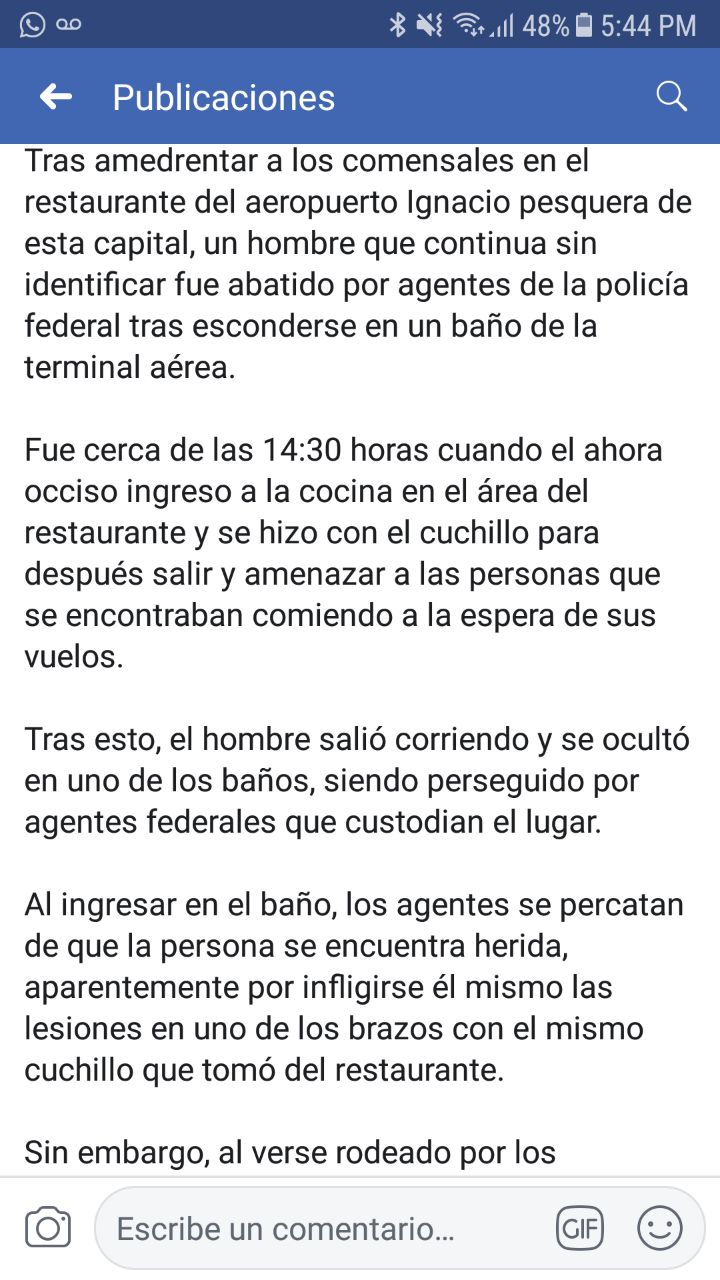 48% 5:44 PM
Publicaciones
Tras amedrentar a los comensales en el
restaurante del aeropuerto Ignacio pesquera de
esta capital, un hombre que continua sin
identificar fue abatido por agentes de la policía
federal tras esconderse en un baño de la
terminal aérea.
Fue cerca de las 14:30 horas cuando el ahora
occiso ingreso a la cocina en el área del
restaurante y se hizo con el cuchillo para
después salir y amenazar a las personas que
se encontraban comiendo a la espera de sus
vuelos.
Tras esto, el hombre salió corriendo y se ocultó
en uno de los baños, siendo perseguido por
agentes federales que custodian el lugar.
Al ingresar en el baño, los agentes se percatan
de que la persona se encuentra herida,
aparentemente por infligirse él mismo las
lesiones en uno de los brazos con el mismo
cuchillo que tomó del restaurante.
Sin embargo, al verse rodeado por los
Escribe un comentario... GIF